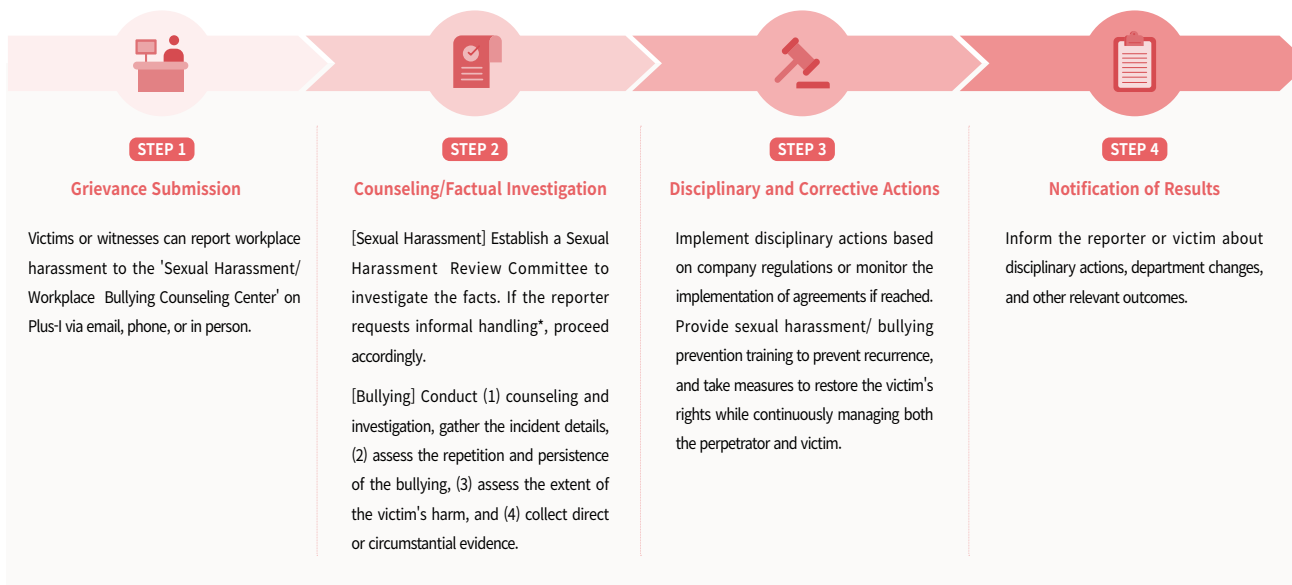 STEP 1
Grievance Submission
Victims or witnesses can report workplace
harassment to the 'Sexual Harassment/
Workplace Bullying Counseling Center' on
Plus-I via email, phone, or in person.
STEP 2
Counseling/Factual Investigation
[Sexual Harassment] Establish a Sexual
Harassment Review Committee to
investigate the facts. If the reporter
requests informal handling*, proceed
accordingly.
[Bullying] Conduct (1) counseling and
investigation, gather the incident details,
(2) assess the repetition and persistence
of the bullying, (3) assess the extent of
the victim's harm, and (4) collect direct
or circumstantial evidence.
STEP 3
Disciplinary and Corrective Actions
Implement disciplinary actions based
on company regulations or monitor the
implementation of agreements if reached.
Provide sexual harassment/ bullying
prevention training to prevent recurrence,
and take measures to restore the victim's
rights while continuously managing both
the perpetrator and victim.
STEP 4
Notification of Results
Inform the reporter or victim about
disciplinary actions, department changes,
and other relevant outcomes.